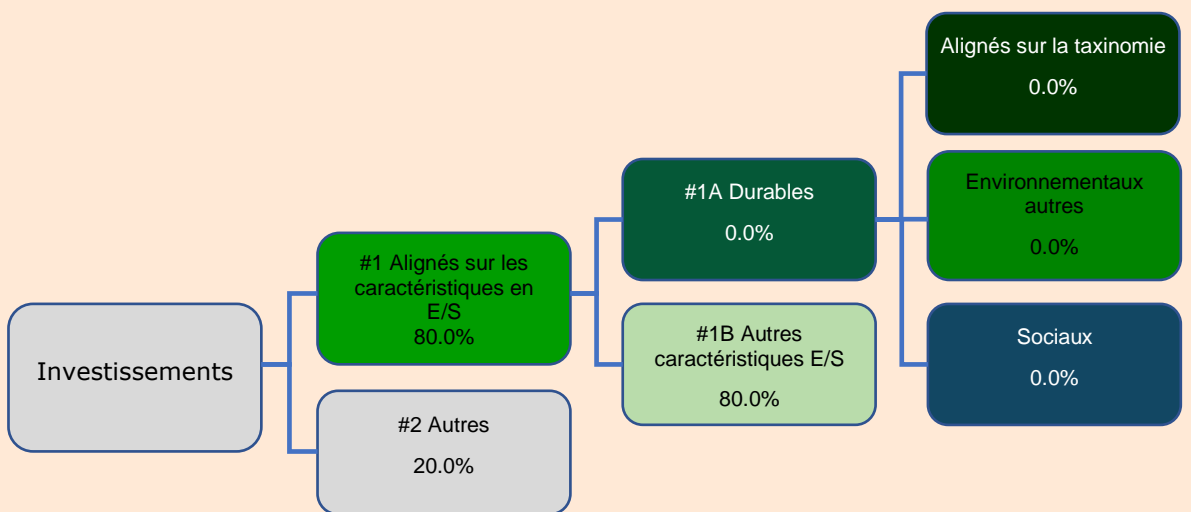 Investissements
#1 Alignés sur les
caractéristiques en
E/S
80.0%
#2 Autres
20.0%
#1A Durables
0.0%
#1B Autres
caractéristiques E/S
80.0%
Alignés sur la taxinomie
0.0%
Environnementaux
autres
0.0%
Sociaux
0.0%